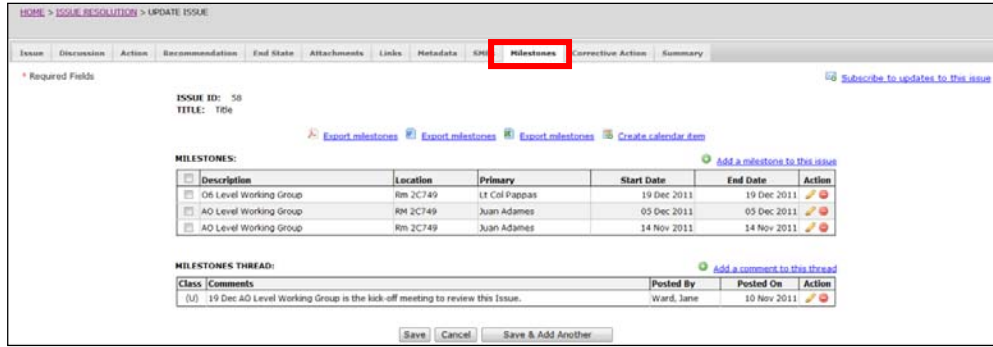 HOME > ISSUE RESOLUTION > UPDATE ISSUE
Issue Discussion Action Recommendation End State Attachments Links Metadata Milestones Corrective Action Summary
* Required Fields
Subscribe to updates to this issue
ISSUE ID: 58
TITLE: Title
Export milestones Export milestones Export milestones Create calendar item
MILESTONES:
Add a milestone to this issue
Description Location Primary Start Date End Date Action
O6 Level Working Group Rm 2C749 Lt Col Pappas 19 Dec 2011 19 Dec 2011
AO Level Working Group RM 2C749 Juan Adames 05 Dec 2011 05 Dec 2011
AO Level Working Group Rm 2C749 Juan Adames 14 Nov 2011 14 Nov 2011
MILESTONES THREAD:
Add a comment to this thread
Class Comments Posted By Posted On Action
(U) 19 Dec AO Level Working Group is the kick-off meeting to review this Issue. Ward, Jane 10 Nov 2011
Save Cancel Save & Add Another